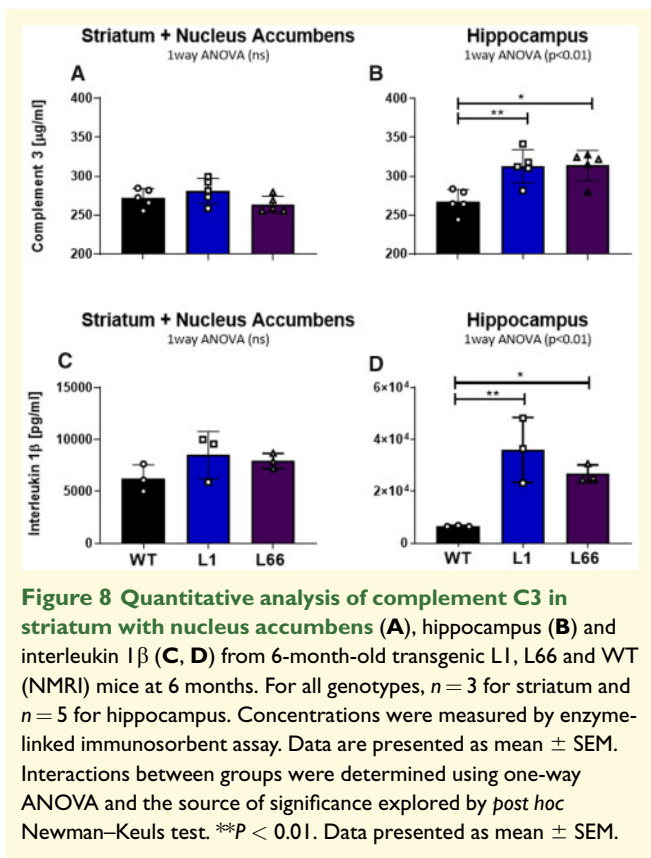 Striatum + Nucleus Accumbens
1way ANOVA (ns)
Hippocampus
1way ANOVA (p<0.01)
A
B
Complement 3 [μg/ml]
400
350
300
250
200
400
350
300
250
200
**
*
Striatum + Nucleus Accumbens
1way ANOVA (ns)
Hippocampus
1way ANOVA (p<0.01)
C
D
Interleukin 1β [pg/ml]
15000
10000
5000
0
6×10⁴
4×10⁴
2×10⁴
0
*
**
WT L1 L66
WT L1 L66
Figure 8 Quantitative analysis of complement C3 in
striatum with nucleus accumbens (A), hippocampus (B) and
interleukin 1β (C, D) from 6-month-old transgenic L1, L66 and WT
(NMRI) mice at 6 months. For all genotypes, n = 3 for striatum and
n = 5 for hippocampus. Concentrations were measured by enzyme-
linked immunosorbent assay. Data are presented as mean ± SEM.
Interactions between groups were determined using one-way
ANOVA and the source of significance explored by post hoc
Newman–Keuls test. **P < 0.01. Data presented as mean ± SEM.